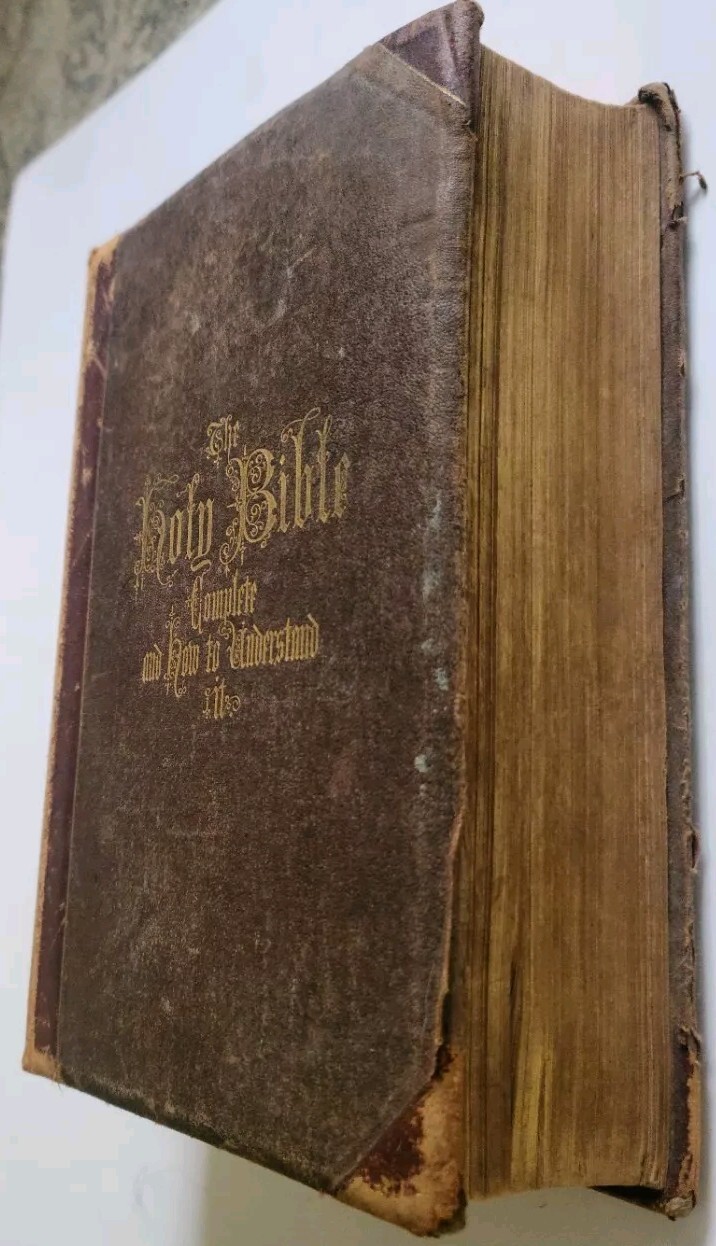 The
Holy Bible
Complete
and How to Understand
it.